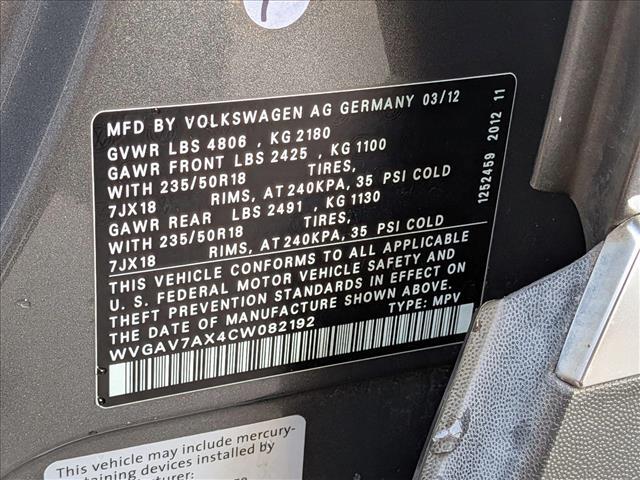 MFD BY VOLKSWAGEN AG GERMANY 03/12
GVWR LBS 4806 , KG 2180
GAWR FRONT LBS 2425 , KG 1100
WITH 235/50R18 TIRES,
7JX18 RIMS, AT 240KPA, 35 PSI COLD
GAWR REAR LBS 2491 , KG 1130
WITH 235/50R18 TIRES,
7JX18 RIMS, AT 240KPA, 35 PSI COLD
THIS VEHICLE CONFORMS TO ALL APPLICABLE
U. S. FEDERAL MOTOR VEHICLE SAFETY AND
THEFT PREVENTION STANDARDS IN EFFECT ON
THE DATE OF MANUFACTURE SHOWN ABOVE.
WVGAV7AX4CW082192 TYPE: MPV
1252459 2012 11
This vehicle may include mercury-
devices installed by